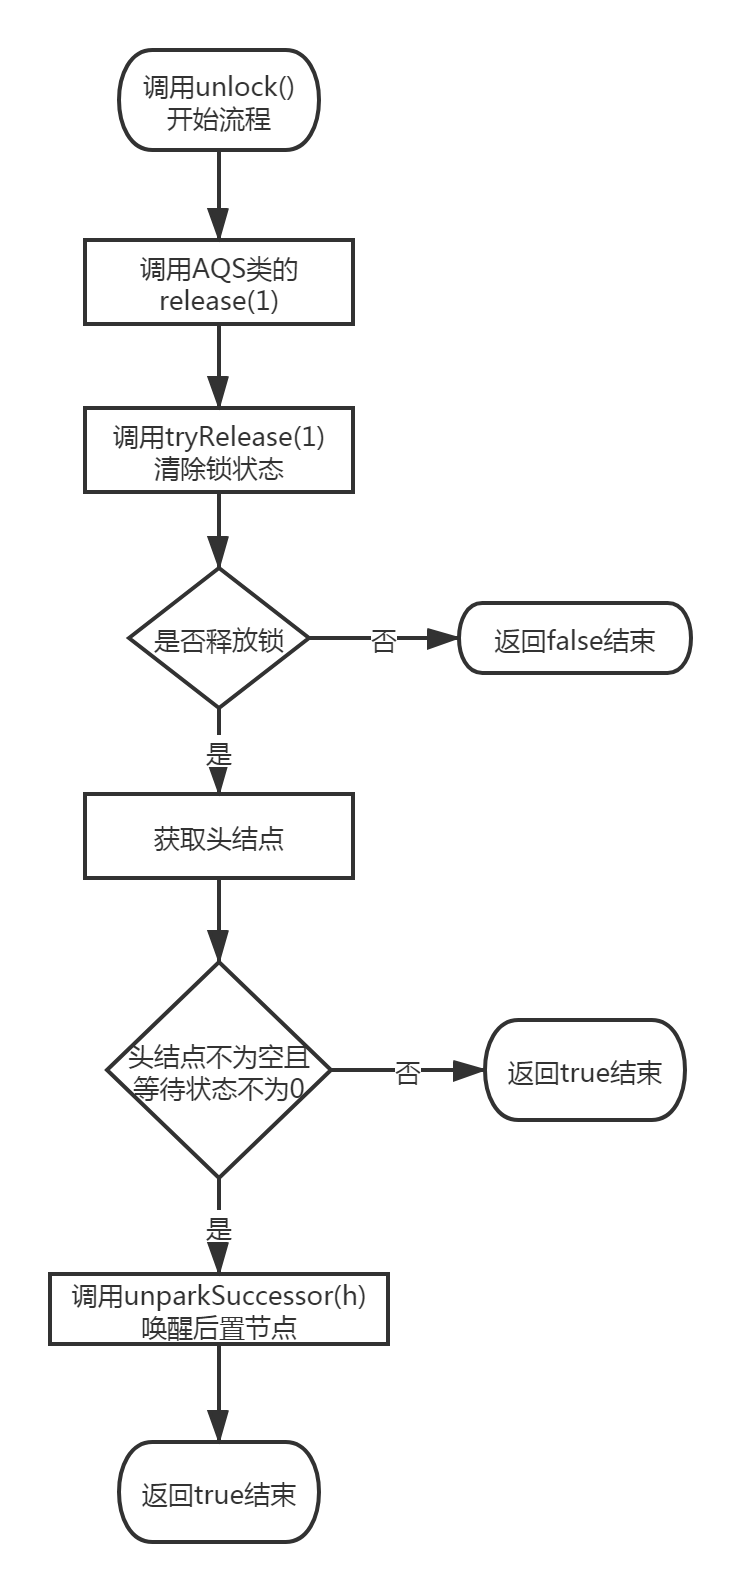 调用unlock()
开始流程
调用AQS类的
release(1)
调用tryRelease(1)
清除锁状态
是否释放锁
否
返回false结束
是
获取头结点
头结点不为空且
等待状态不为0
否
返回true结束
是
调用unparkSuccessor(h)
唤醒后置节点
返回true结束